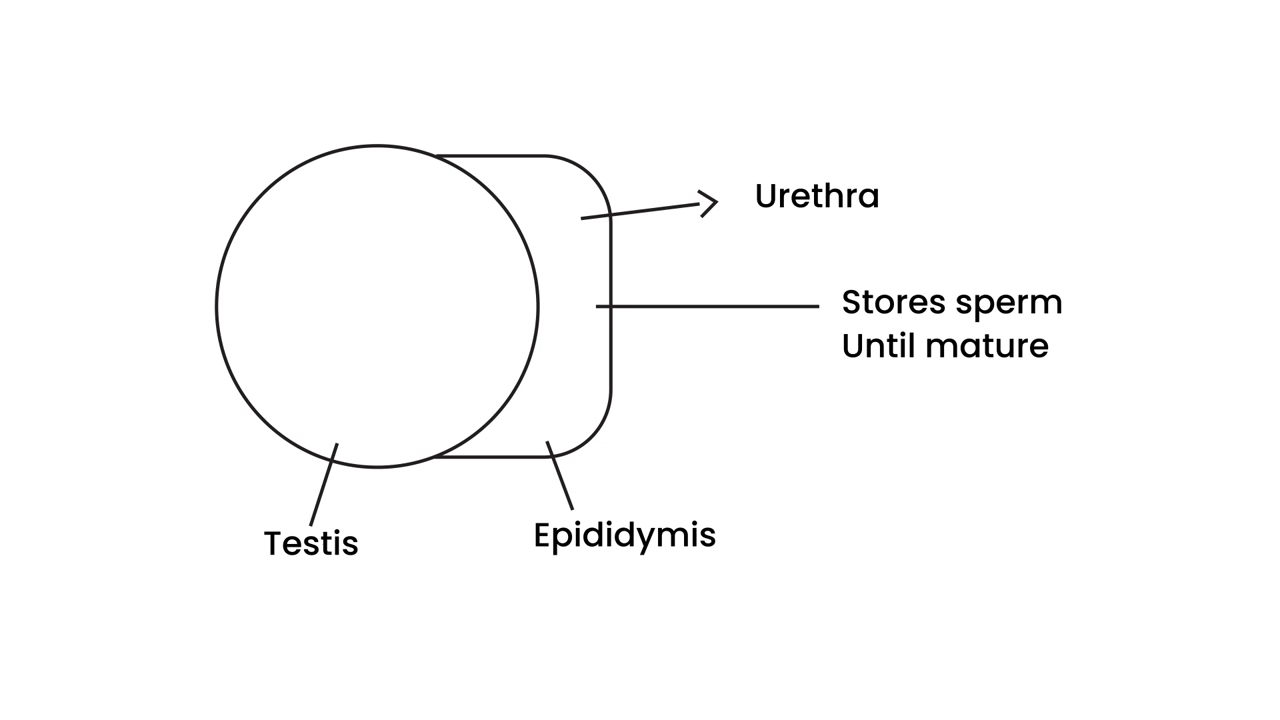 Urethra
Stores sperm
Until mature
Testis
Epididymis